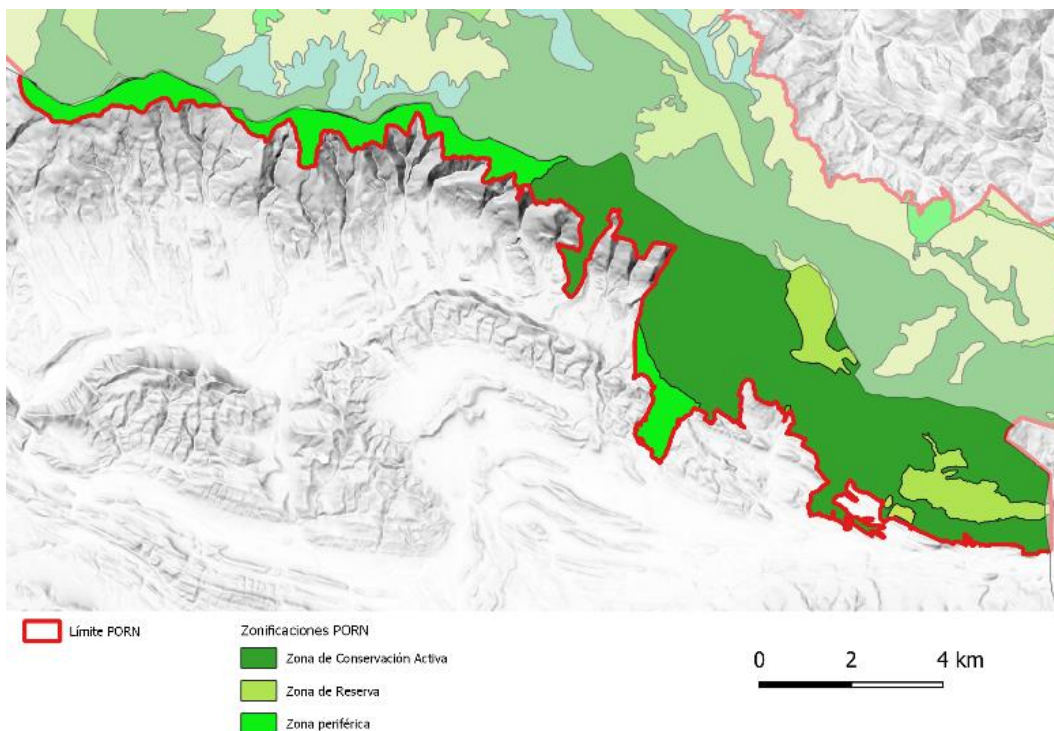 Límite PORN
Zonificaciones PORN
Zona de Conservación Activa
Zona de Reserva
Zona periférica
0 2 4 km